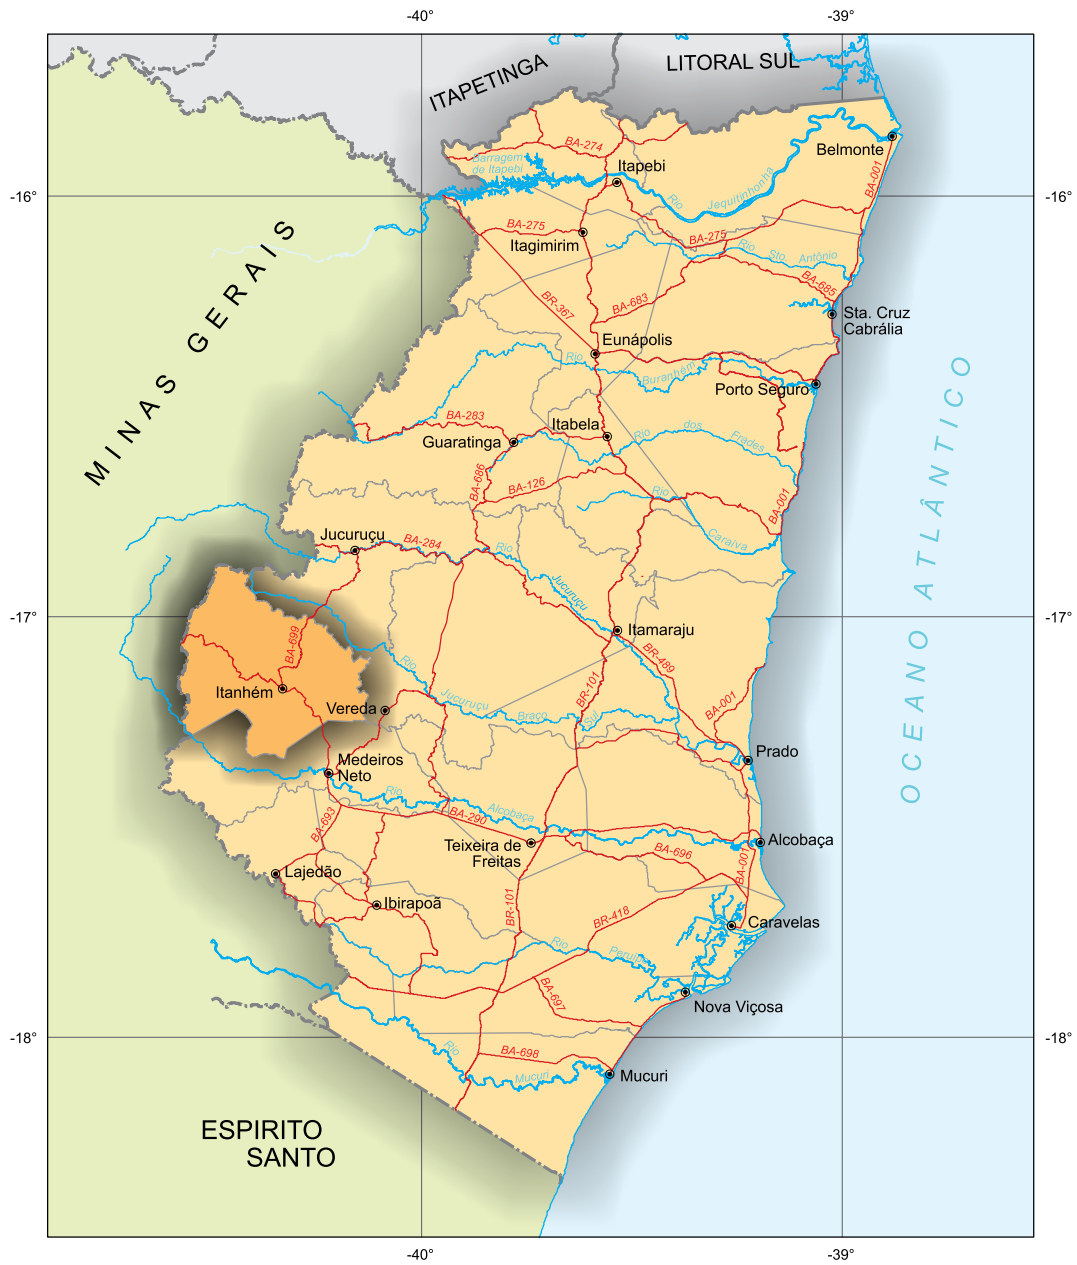 -40°
-39°
ITAPETINGA
LITORAL SUL
Belmonte
BA-274
Itapebi
Barragem
de Itapebi
Rio
Jequitinhonha
BA-001
-16°
-16°
MINAS GERAIS
BA-275
Itagimirim
BA-275
Rio
Sto. Antônio
BA-685
BR-367
BA-683
Sta. Cruz
Cabrália
Eunápolis
Rio
Buranhém
Porto Seguro
OCEANO ATLÂNTICO
BA-283
Guaratinga
Itabela
Rio
dos
Frades
BA-686
BA-126
Rio
Caraíva
BA-001
Jucuruçu
BA-284
Rio
Jucuruçu
-17°
-17°
Itamaraju
BA-699
BR-489
Rio
Itanhém
Vereda
Jucuruçu
Braço
Sul
BR-101
BA-001
Prado
Medeiros
Neto
Rio
Alcobaça
BA-290
BA-693
Teixeira de
Freitas
Alcobaça
BA-696
BA-001
Lajedão
Ibirapoã
BR-101
BR-418
Caravelas
Rio
Peruípe
BA-697
Nova Viçosa
-18°
-18°
Rio
BA-698
Mucuri
Mucuri
ESPIRITO
SANTO
-40°
-39°